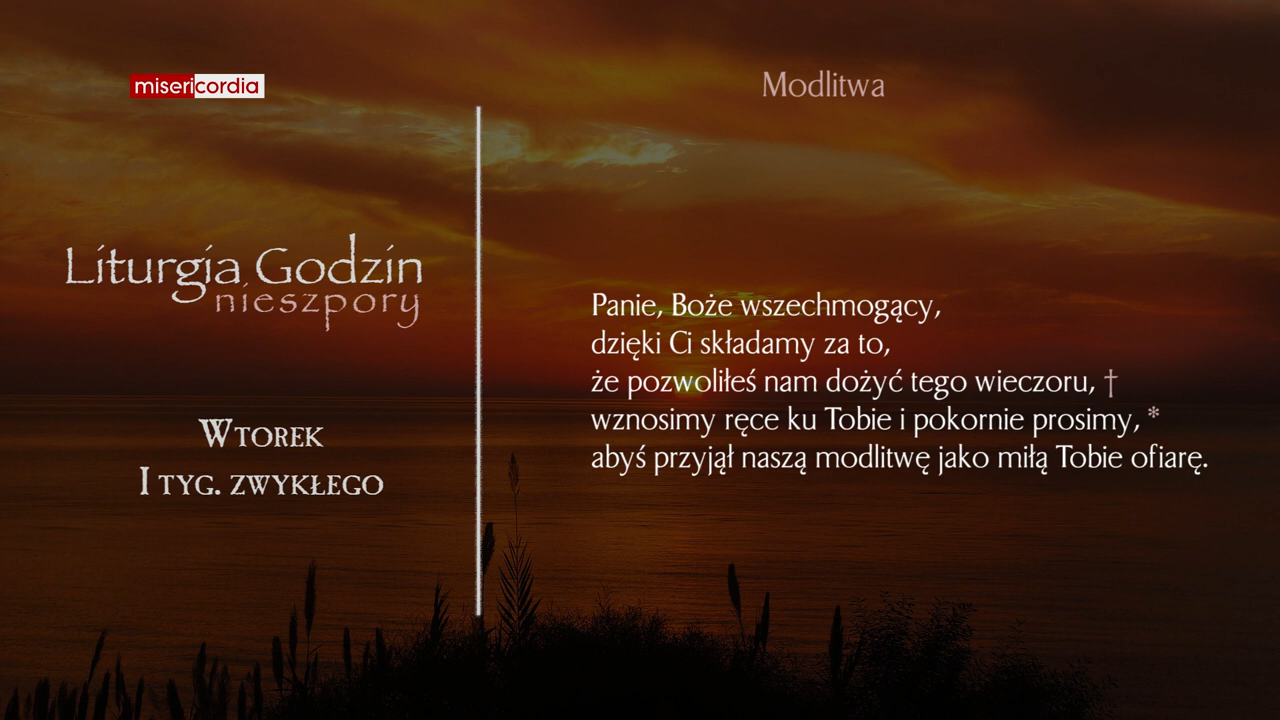 misericordia
Liturgia Godzin
nieszpory
Wtorek
I tyg. zwykłego
Modlitwa
Panie, Boże wszechmogący,
dzięki Ci składamy za to,
że pozwoliłeś nam dożyć tego wieczoru, †
wznosimy ręce ku Tobie i pokornie prosimy, *
abyś przyjął naszą modlitwę jako miłą Tobie ofiarę.